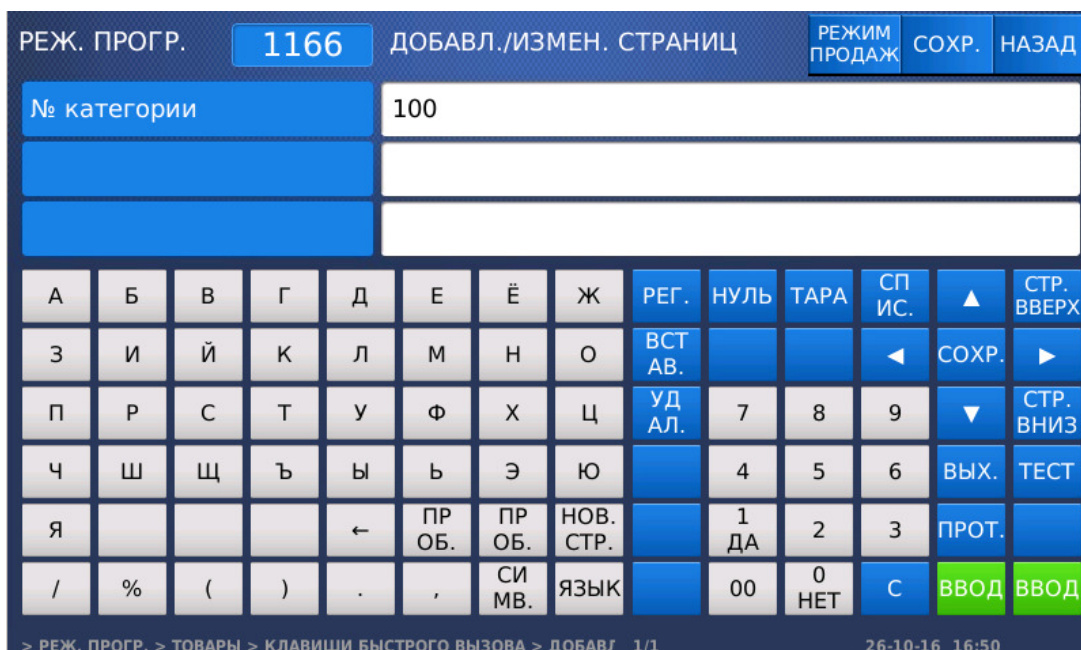 РЕЖ. ПРОГР. 1166 ДОБАВЛ./ИЗМЕН. СТРАНИЦ РЕЖИМ ПРОДАЖ СОХР. НАЗАД
№ категории 100
А Б В Г Д Е Ё Ж РЕГ. НУЛЬ ТАРА СП ИС. ▲ СТР. ВВЕРХ
З И Й К Л М Н О ВСТ АВ. ◀ СОХР. ▶
П Р С Т У Ф Х Ц УД АЛ. 7 8 9 ▼ СТР. ВНИЗ
Ч Ш Щ Ъ Ы Ь Э Ю 4 5 6 ВЫХ. ТЕСТ
Я ← ПР ОБ. ПР ОБ. НОВ. СТР. 1 ДА 2 3 ПРОТ.
/ % ( ) . , СИ МВ. ЯЗЫК 00 0 НЕТ С ВВОД ВВОД
> РЕЖ. ПРОГР. > ТОВАРЫ > КЛАВИШИ БЫСТРОГО ВЫЗОВА > ДОБАВЛ 1/1 26-10-16 16:50